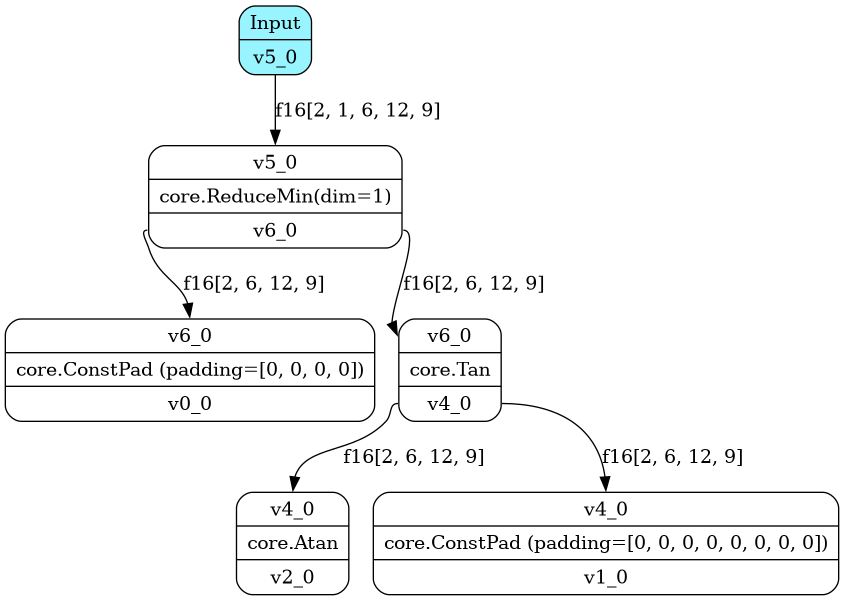 Input
v5_0
f16[2, 1, 6, 12, 9]
v5_0
core.ReduceMin(dim=1)
v6_0
f16[2, 6, 12, 9]
f16[2, 6, 12, 9]
v6_0
core.ConstPad (padding=[0, 0, 0, 0])
v0_0
v6_0
core.Tan
v4_0
f16[2, 6, 12, 9]
f16[2, 6, 12, 9]
v4_0
core.Atan
v2_0
v4_0
core.ConstPad (padding=[0, 0, 0, 0, 0, 0, 0, 0])
v1_0